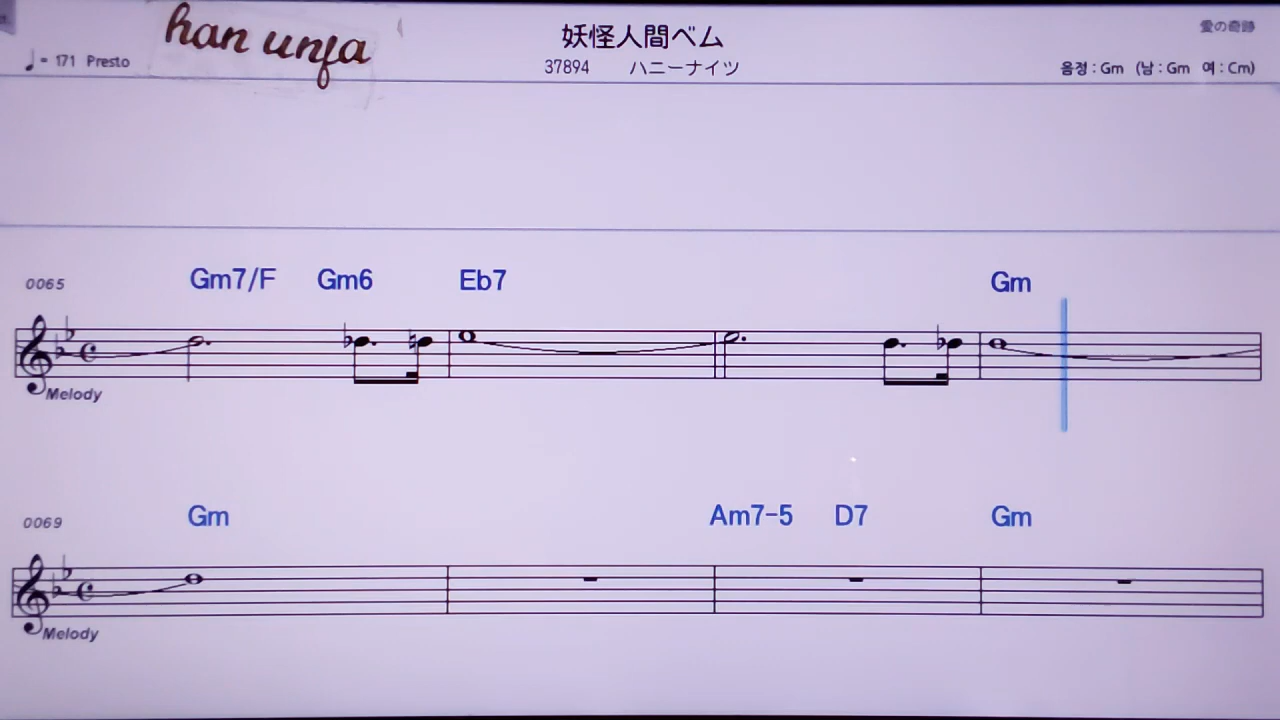 han unfa
妖怪人間ベム
愛の奇跡
♩= 171 Presto
37894 ハニーナイツ
음정 : Gm (남 : Gm 여 : Cm)
0065 Gm7/F Gm6 Eb7 Gm
Melody
0069 Gm Am7-5 D7 Gm
Melody